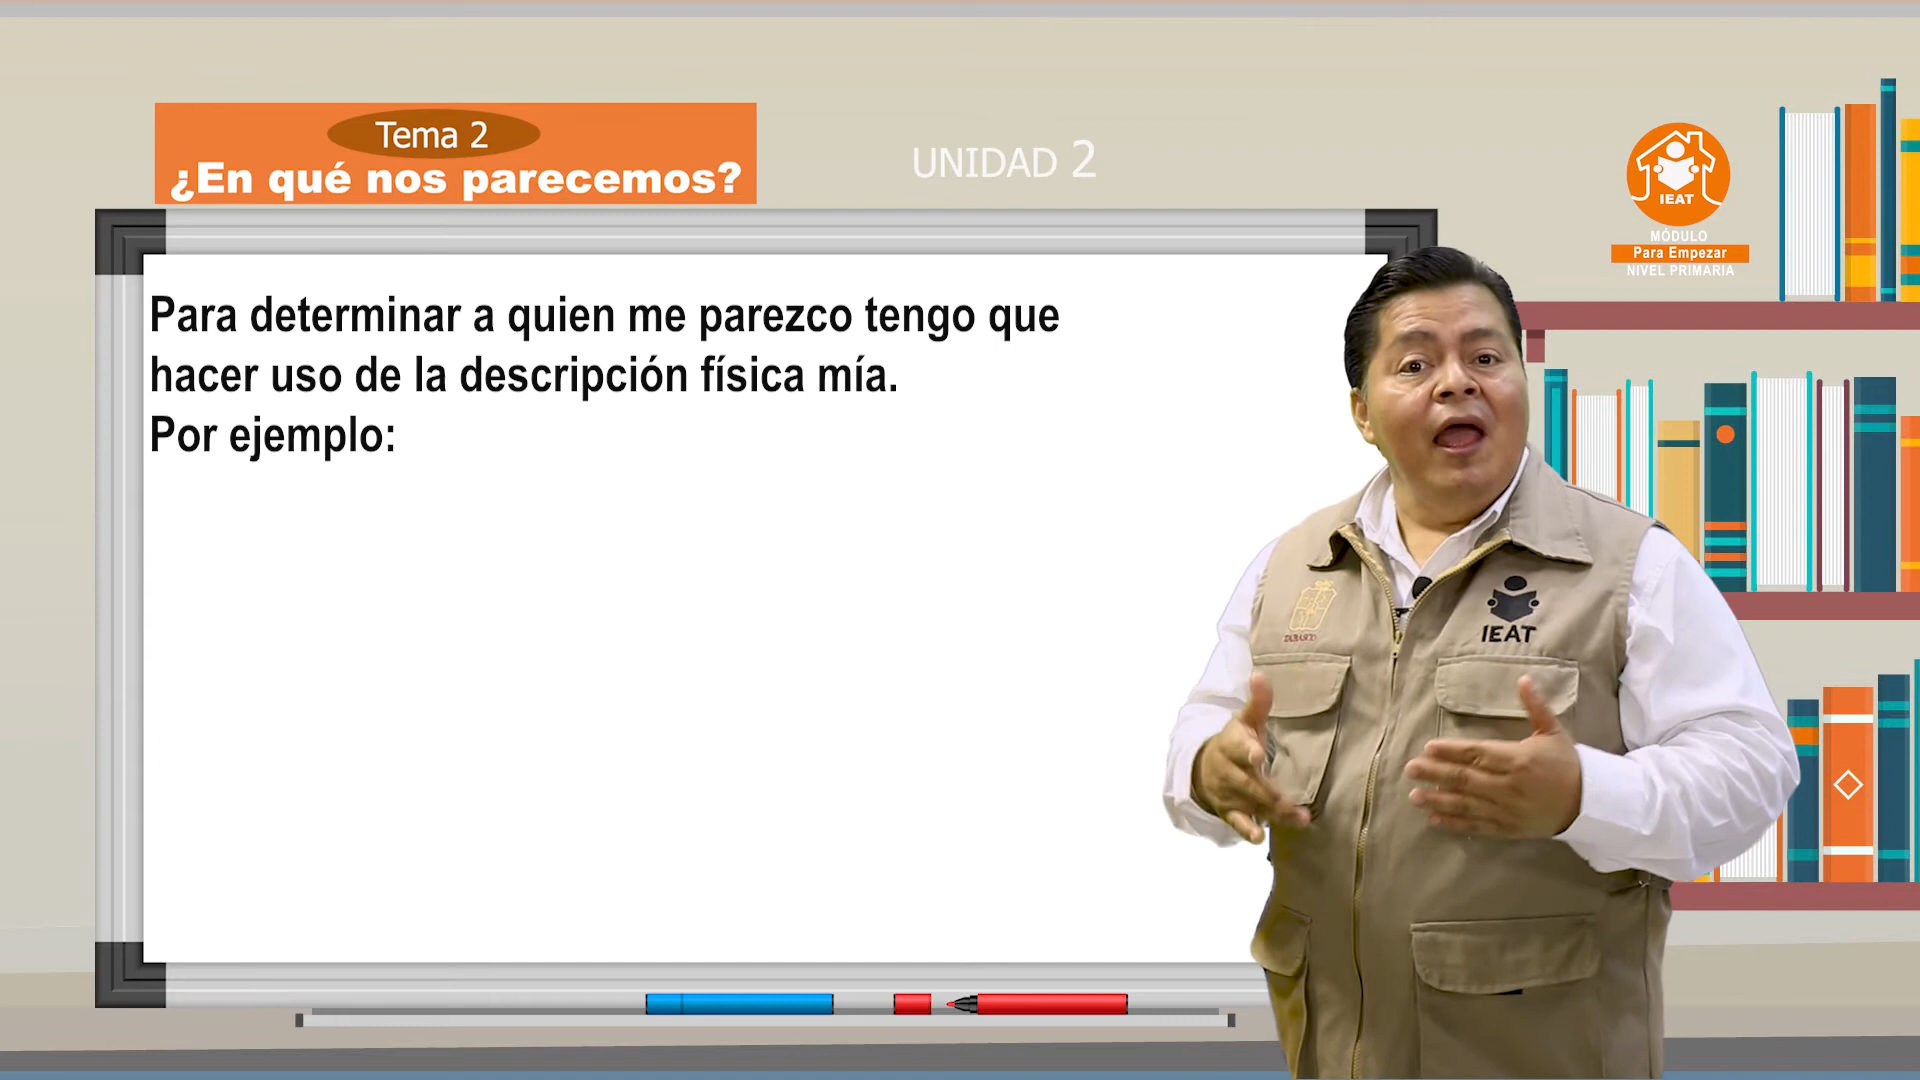 Tema 2
¿En qué nos parecemos?
UNIDAD 2
IEAT
MÓDULO
Para Empezar
NIVEL PRIMARIA
Para determinar a quien me parezco tengo que
hacer uso de la descripción física mía.
Por ejemplo:
TABASCO
IEAT